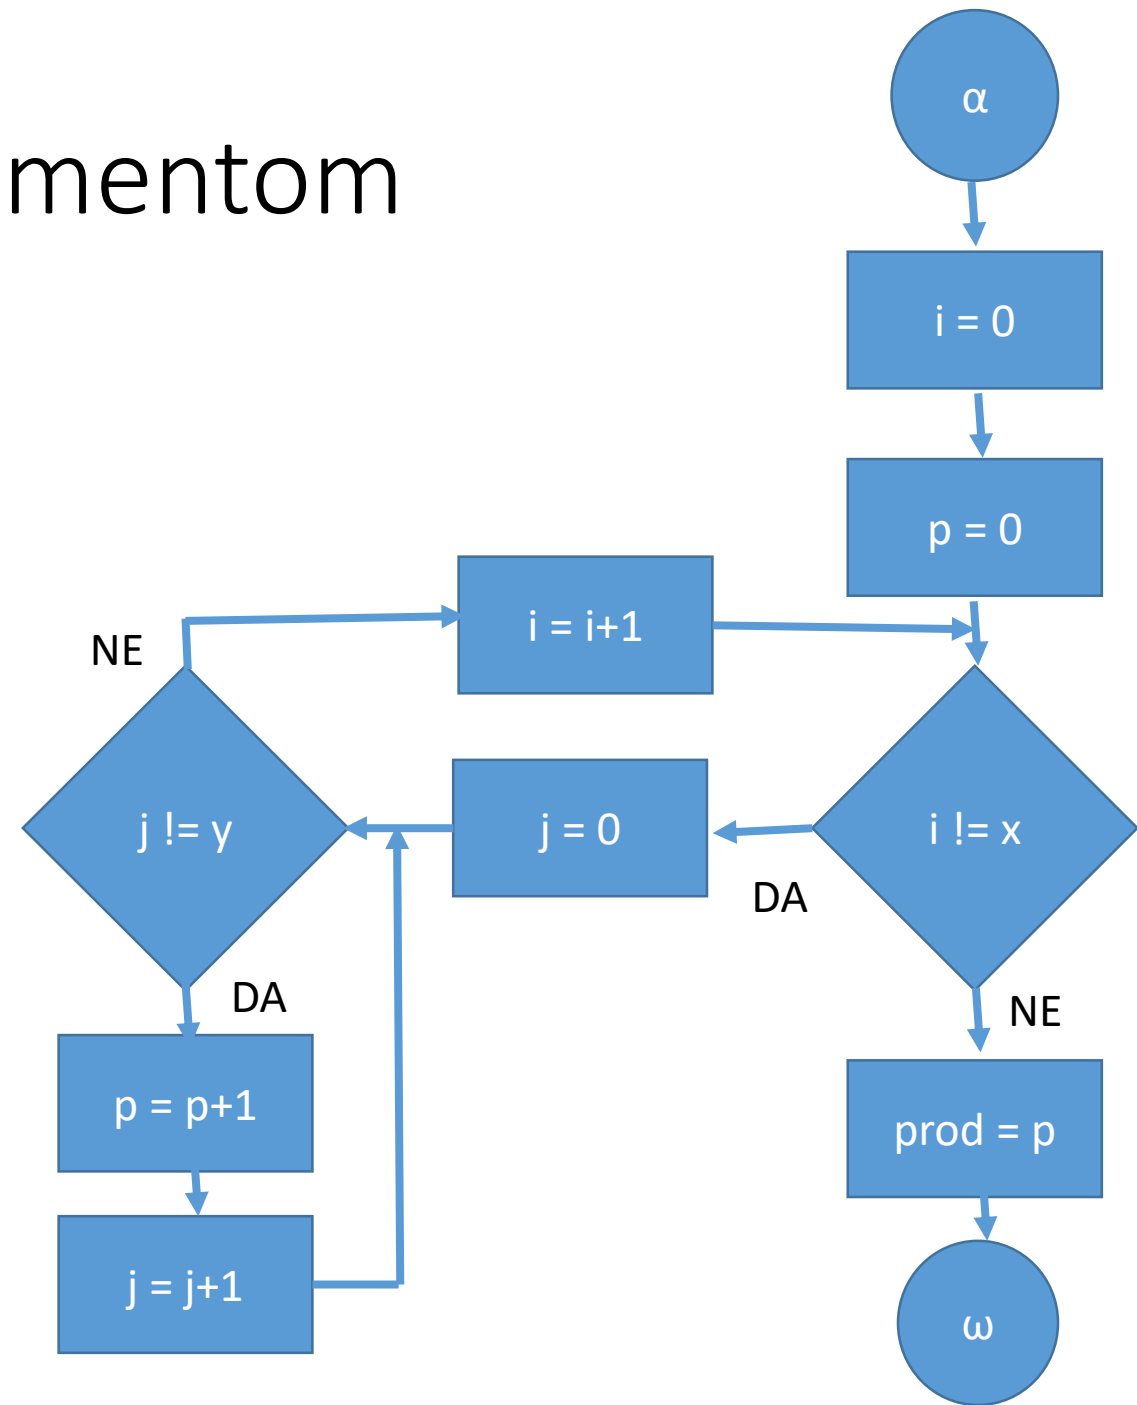 mentom
α
i = 0
p = 0
i = i+1
NE
j != y
j = 0
i != x
DA
DA
NE
p = p+1
prod = p
j = j+1
ω